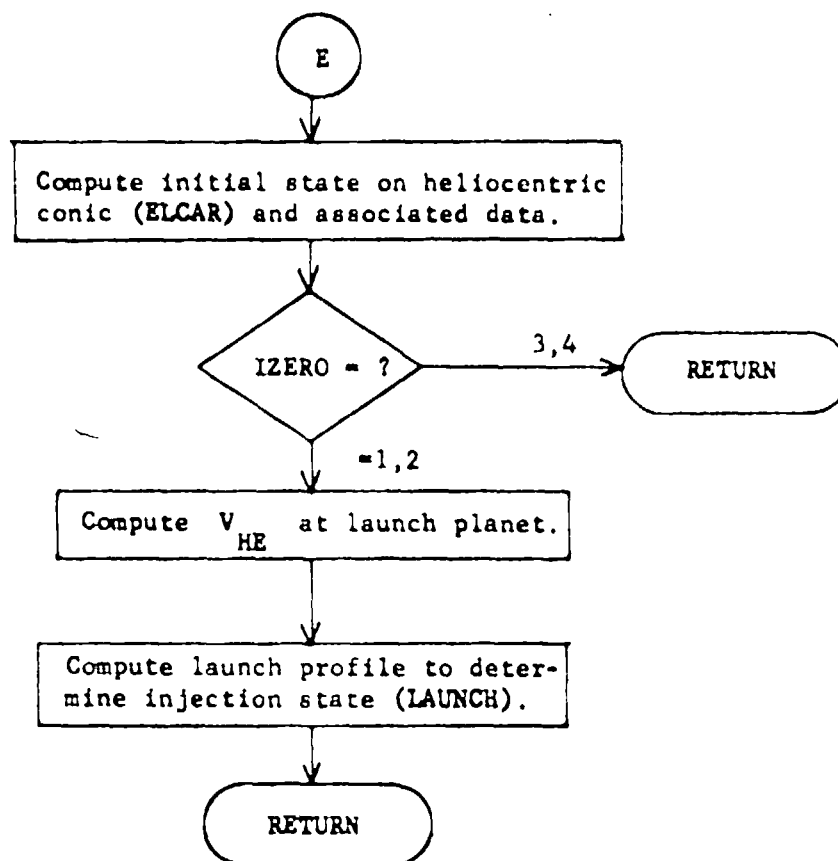 E
Compute initial state on heliocentric
conic (ELCAR) and associated data.
IZERO = ?
3,4
RETURN
=1,2
Compute V_HE at launch planet.
Compute launch profile to deter-
mine injection state (LAUNCH).
RETURN